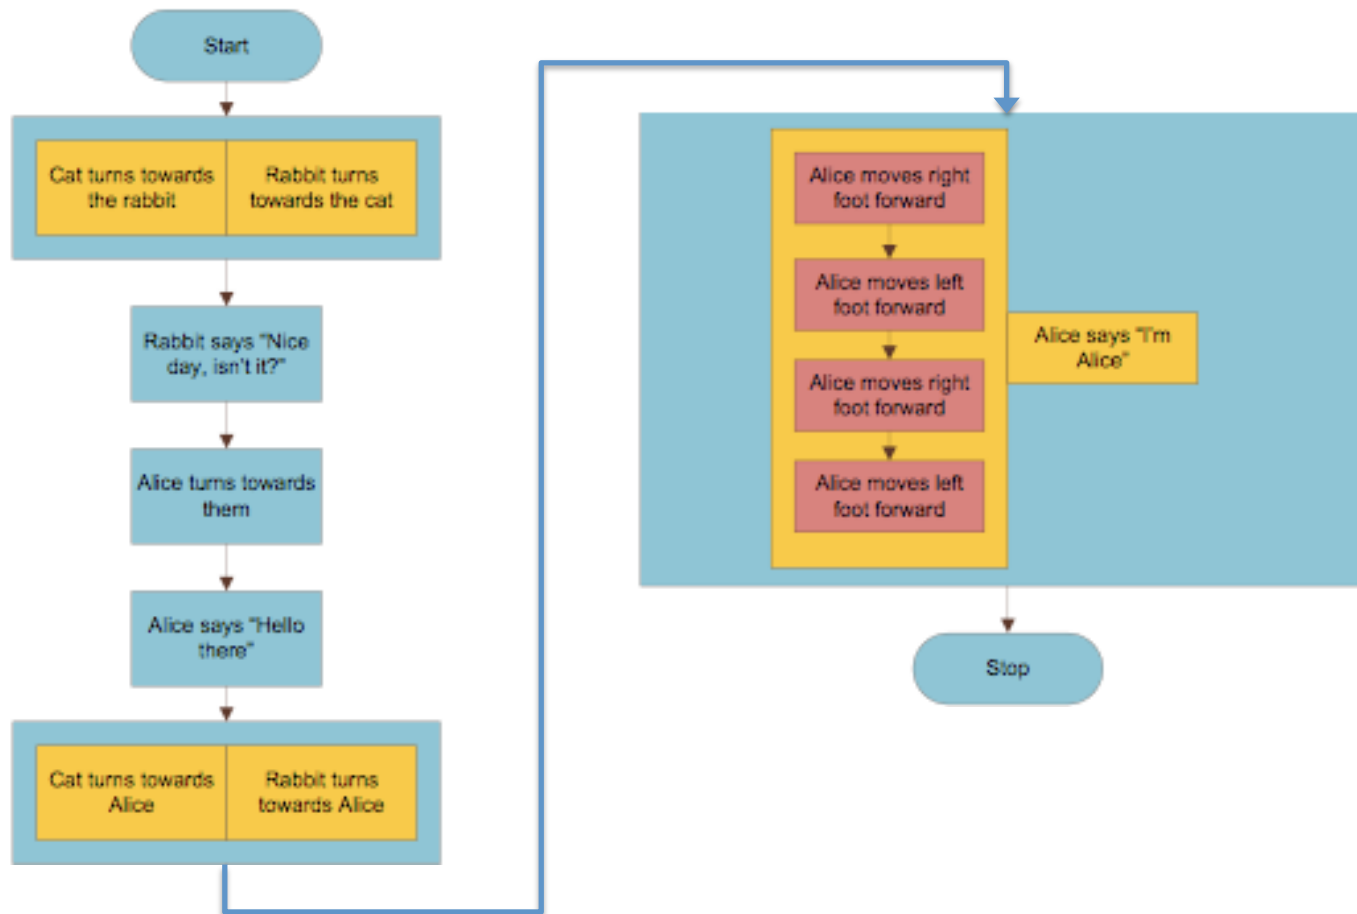 Start
Cat turns towards
the rabbit
Rabbit turns
towards the cat
Rabbit says “Nice
day, isn’t it?”
Alice turns towards
them
Alice says “Hello
there”
Cat turns towards
Alice
Rabbit turns
towards Alice
Alice moves right
foot forward
Alice moves left
foot forward
Alice moves right
foot forward
Alice moves left
foot forward
Alice says “I’m
Alice”
Stop